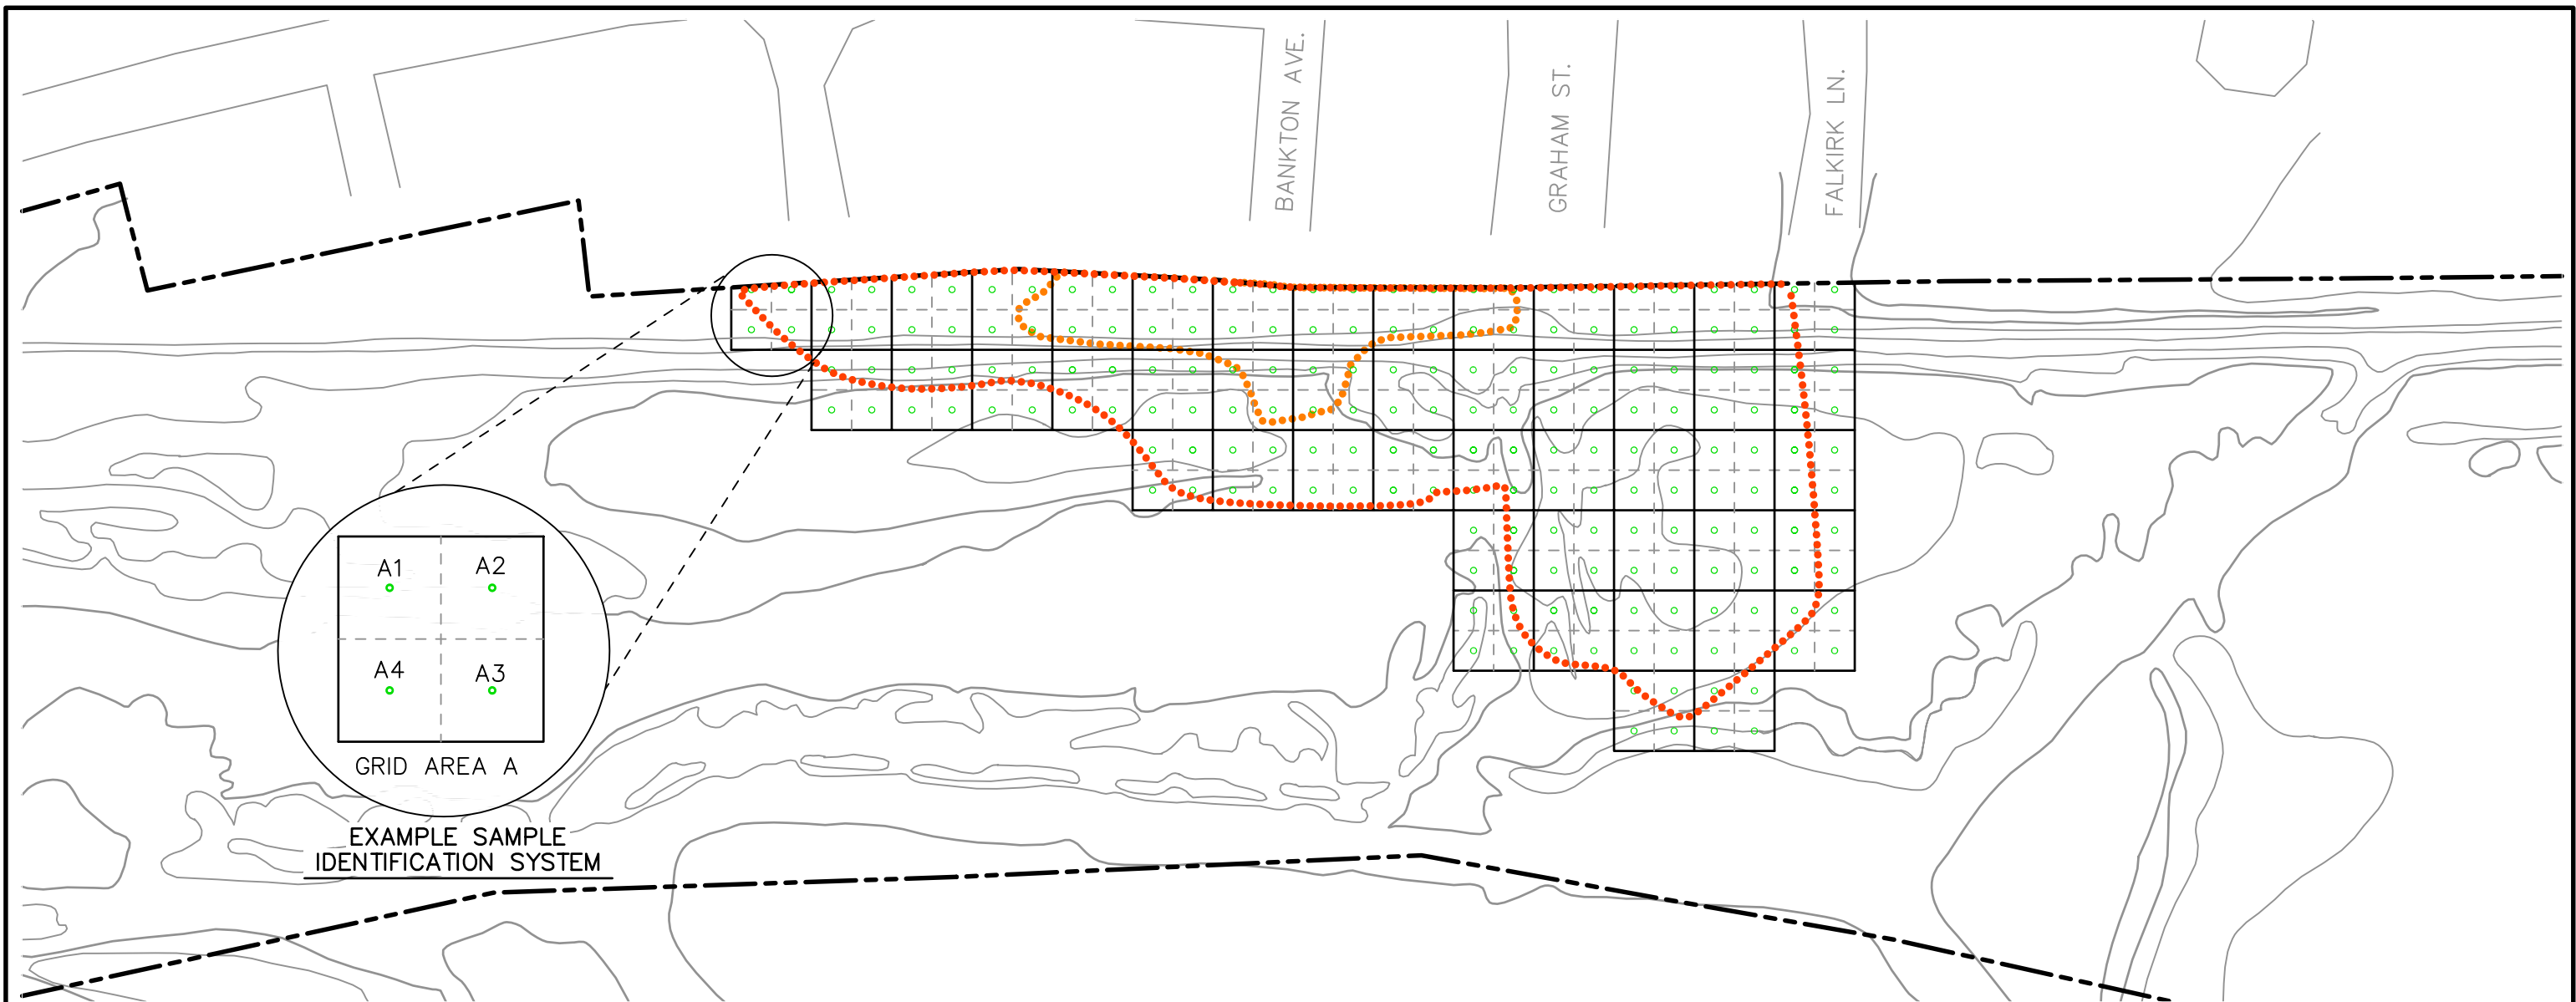 BANKTON AVE.
GRAHAM ST.
FALKIRK LN.
A1
A2
A4
A3
GRID AREA A
EXAMPLE SAMPLE
IDENTIFICATION SYSTEM